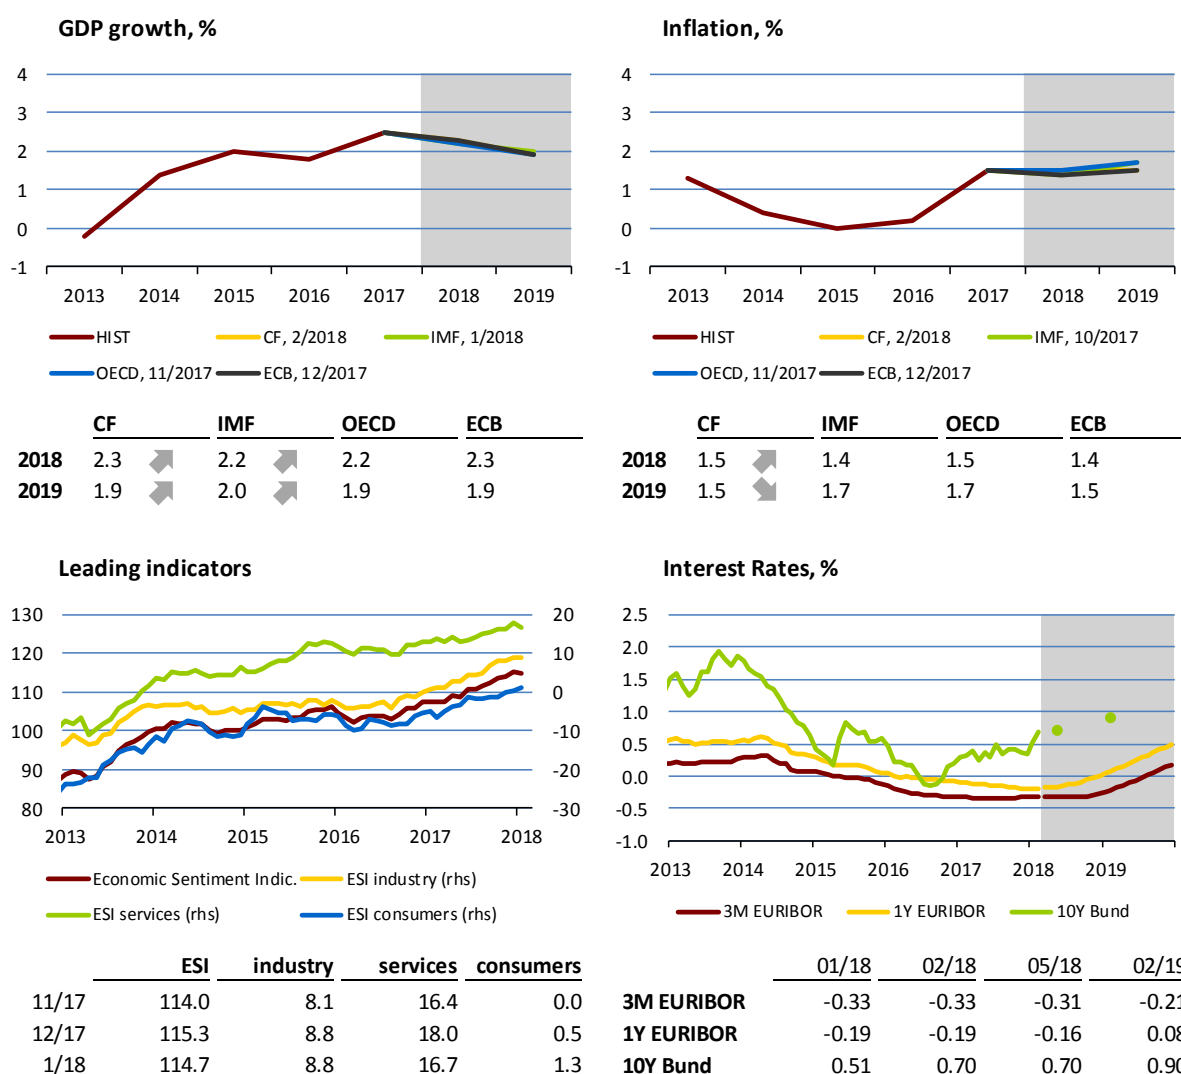 GDP growth, %
4
3
2
1
0
-1
2013 2014 2015 2016 2017 2018 2019
HIST CF, 2/2018 IMF, 1/2018
OECD, 11/2017 ECB, 12/2017
CF IMF OECD ECB
2018 2.3 2.2 2.2 2.3
2019 1.9 2.0 1.9 1.9
Inflation, %
4
3
2
1
0
-1
2013 2014 2015 2016 2017 2018 2019
HIST CF, 2/2018 IMF, 10/2017
OECD, 11/2017 ECB, 12/2017
CF IMF OECD ECB
2018 1.5 1.4 1.5 1.4
2019 1.5 1.7 1.7 1.5
Leading indicators
130 20
120 10
110 0
100 -10
90 -20
80 -30
2013 2014 2015 2016 2017 2018
Economic Sentiment Indic. ESI industry (rhs)
ESI services (rhs) ESI consumers (rhs)
ESI industry services consumers
11/17 114.0 8.1 16.4 0.0
12/17 115.3 8.8 18.0 0.5
1/18 114.7 8.8 16.7 1.3
Interest Rates, %
2.5
2.0
1.5
1.0
0.5
0.0
-0.5
-1.0
2013 2014 2015 2016 2017 2018 2019
3M EURIBOR 1Y EURIBOR 10Y Bund
01/18 02/18 05/18 02/19
3M EURIBOR -0.33 -0.33 -0.31 -0.21
1Y EURIBOR -0.19 -0.19 -0.16 0.08
10Y Bund 0.51 0.70 0.70 0.90